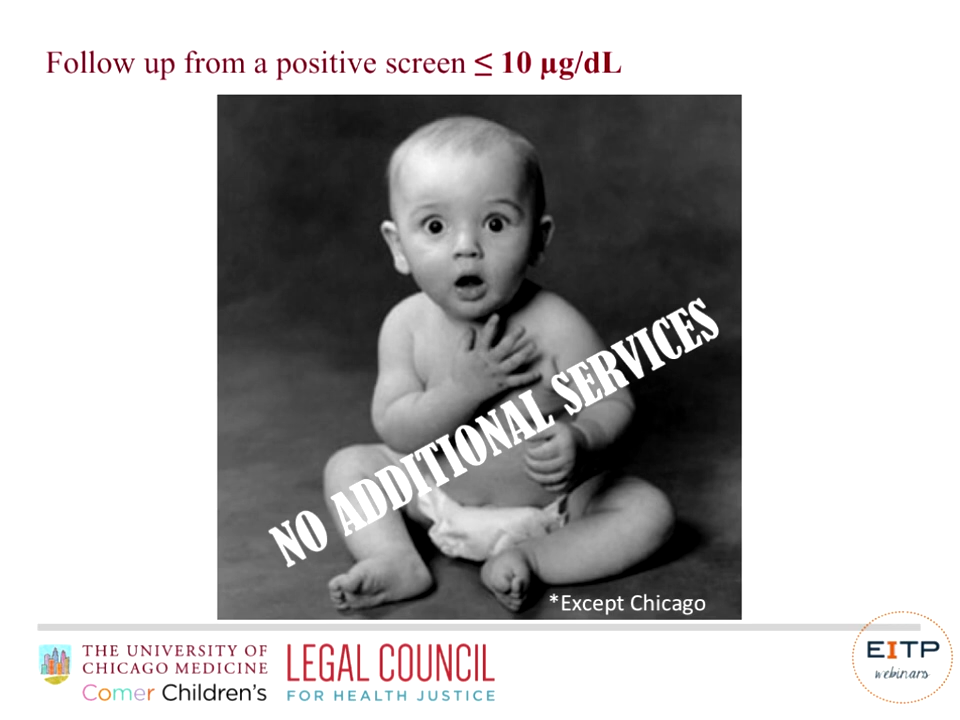 Follow up from a positive screen ≤ 10 µg/dL
NO ADDITIONAL SERVICES
*Except Chicago
THE UNIVERSITY OF
CHICAGO MEDICINE
Comer Children's
LEGAL COUNCIL
FOR HEALTH JUSTICE
EITP
webinars